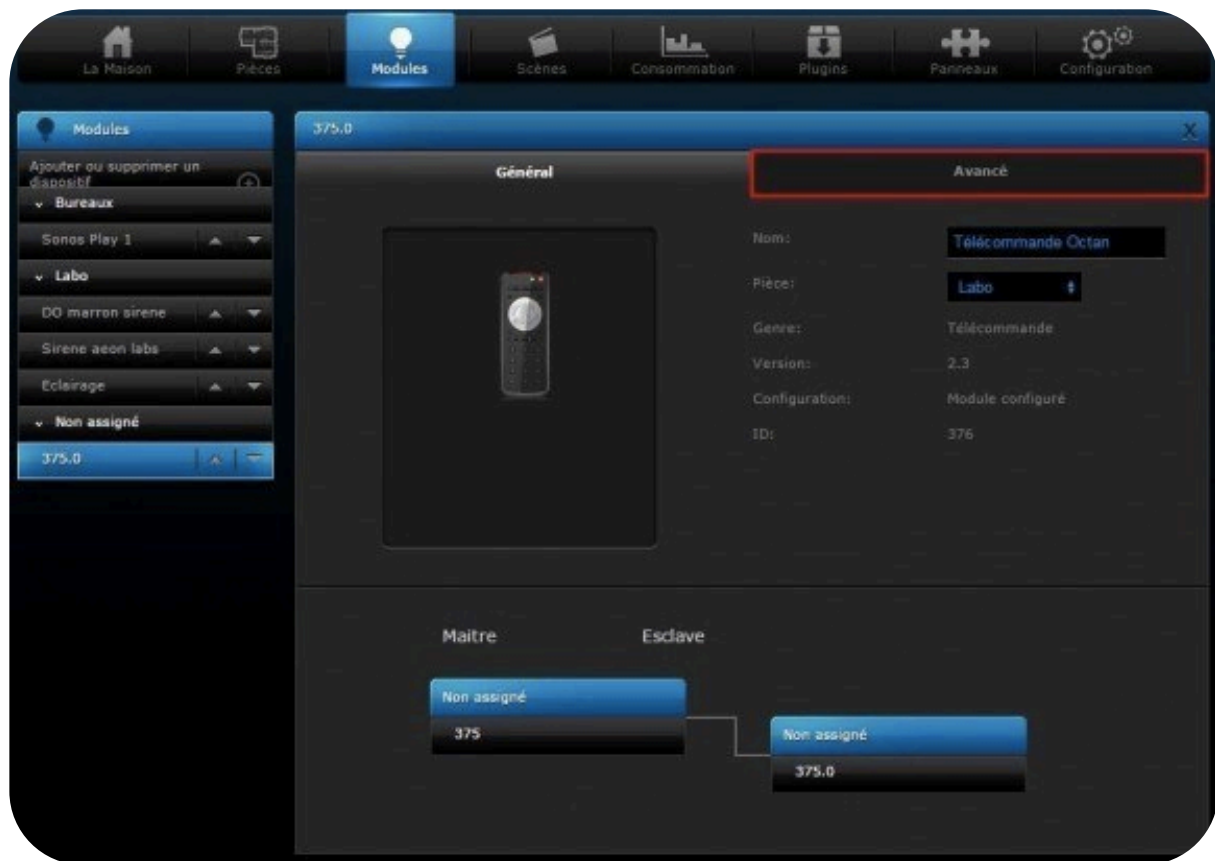 La Maison
Pièces
Modules
Scènes
Consommation
Plugins
Panneaux
Configuration
Modules
Ajouter ou supprimer un
dispositif
Bureaux
Sonos Play 1
Labo
DO marron sirene
Sirene aeon labs
Eclairage
Non assigné
375.0
375.0
X
Général
Avancé
Nom:
Télécommande Octan
Pièce:
Labo
Genre:
Télécommande
Version:
2.3
Configuration:
Module configuré
ID:
376
Maitre
Esclave
Non assigné
375
Non assigné
375.0